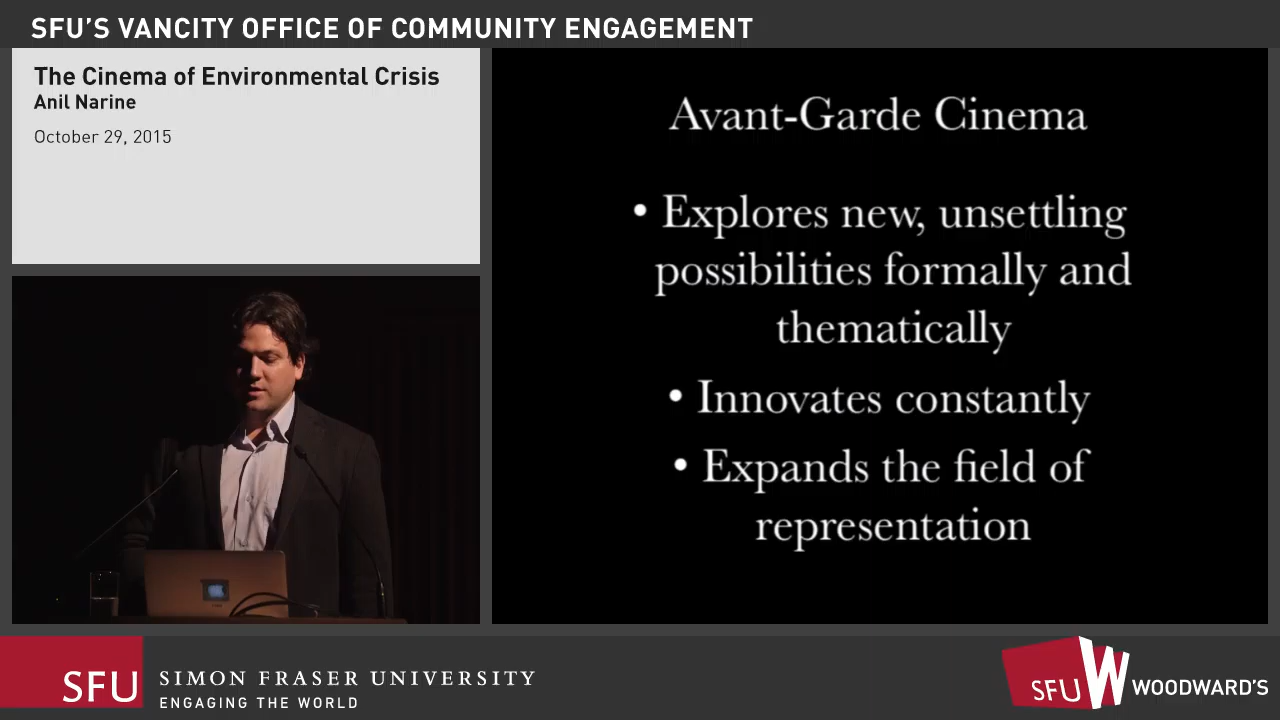 SFU'S VANCITY OFFICE OF COMMUNITY ENGAGEMENT
The Cinema of Environmental Crisis
Anil Narine
October 29, 2015
Avant-Garde Cinema
• Explores new, unsettling
possibilities formally and
thematically
• Innovates constantly
• Expands the field of
representation
SFU
SIMON FRASER UNIVERSITY
ENGAGING THE WORLD
SFU W WOODWARD'S